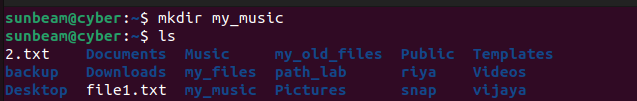 sunbeam@cyber:~$ mkdir my_music
sunbeam@cyber:~$ ls
2.txt Documents Music my_old_files Public Templates
backup Downloads my_files path_lab riya Videos
Desktop file1.txt my_music Pictures snap vijaya